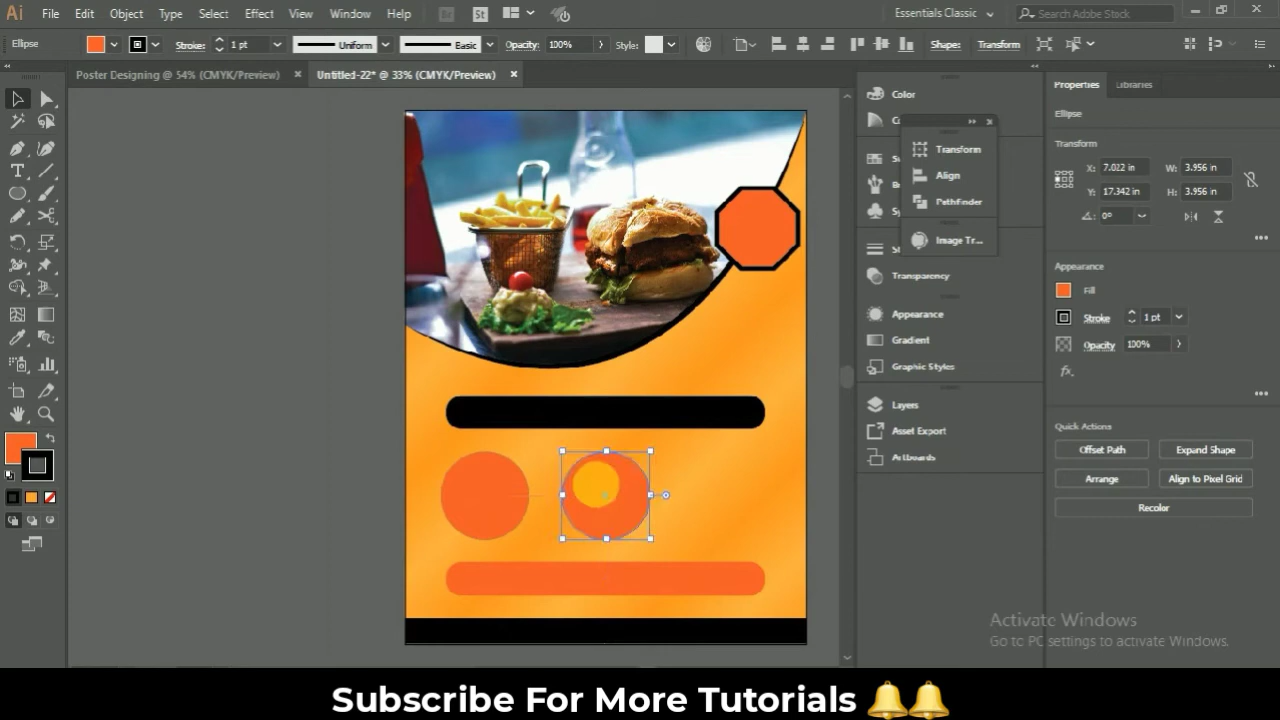 Ai File Edit Object Type Select Effect View Window Help Br St Essentials Classic Search Adobe Stock
Ellipse Stroke: 1 pt Uniform Basic Opacity: 100% Style: Shape: Transform
Poster Designing @ 54% (CMYK/Preview) × Untitled-22* @ 33% (CMYK/Preview) ×
Color
Transform
Align
Pathfinder
Image Tr...
Transparency
Appearance
Gradient
Graphic Styles
Layers
Asset Export
Artboards
Properties Libraries
Ellipse
Transform
X: 7.022 in W: 3.956 in
Y: 17.342 in H: 3.956 in
0°
Appearance
Fill
Stroke 1 pt
Opacity 100%
fx.
Quick Actions
Offset Path Expand Shape
Arrange Align to Pixel Grid
Recolor
Activate Windows
Go to PC settings to activate Windows.
Subscribe For More Tutorials 🔔🔔